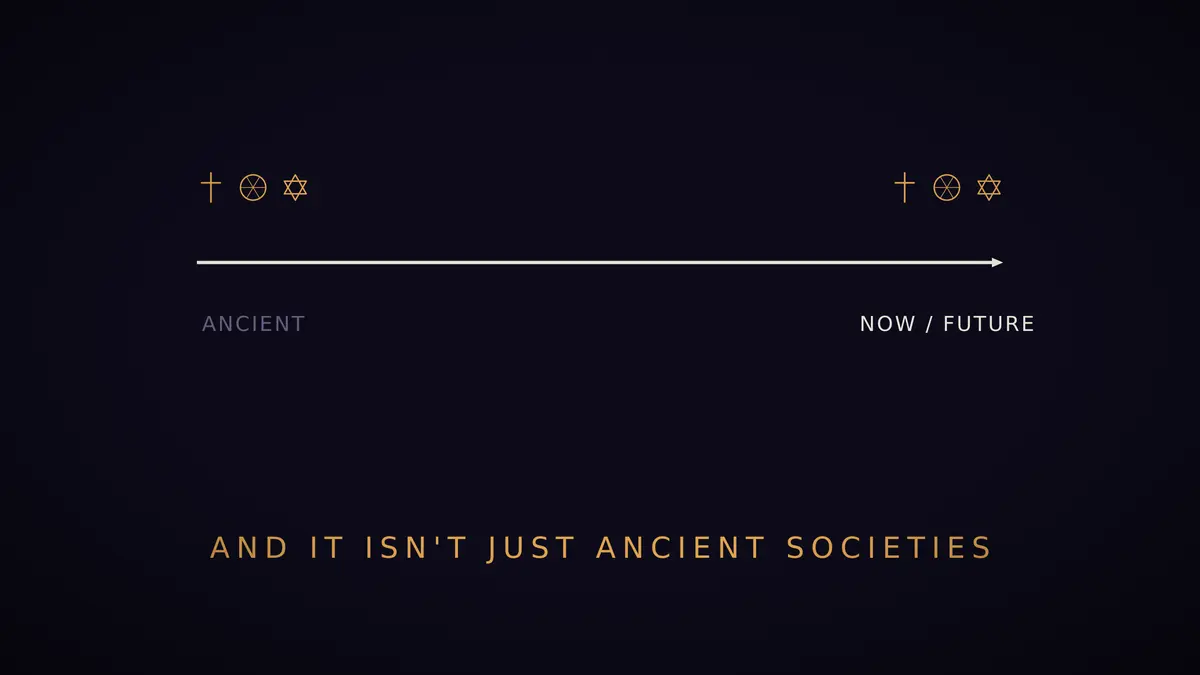 ANCIENT
NOW / FUTURE
AND IT ISN'T JUST ANCIENT SOCIETIES